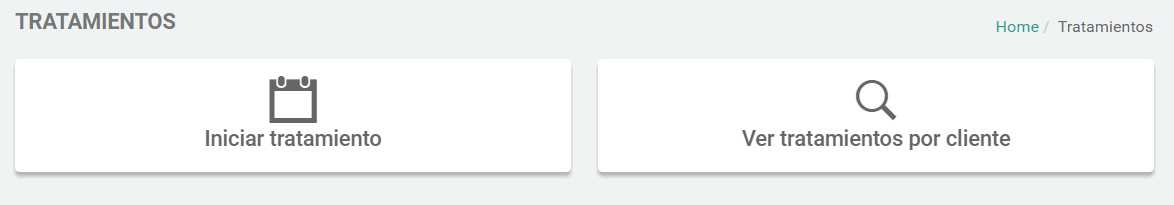 TRATAMIENTOS
Home / Tratamientos
Iniciar tratamiento
Ver tratamientos por cliente